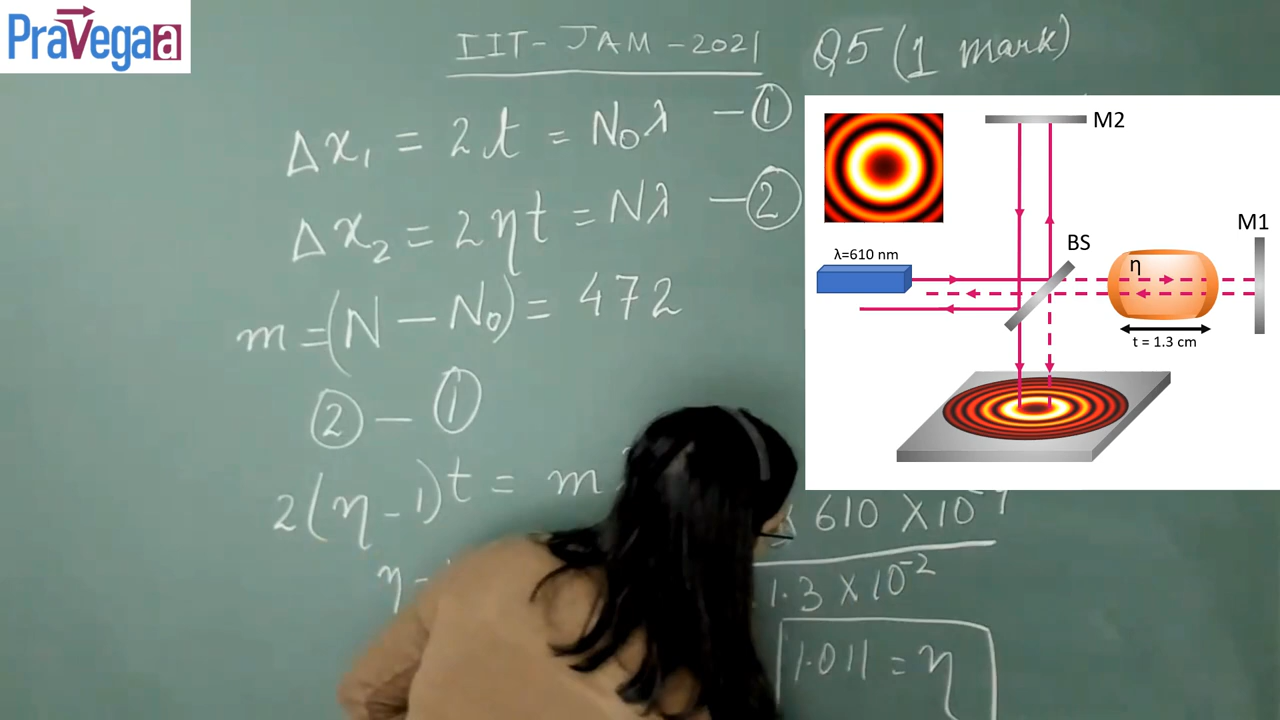 PraVegaa
IIT-JAM-2021 Q5 (1 mark)
Δx₁ = 2t = N₀λ - ①
Δx₂ = 2ηt = Nλ - ②
m = (N - N₀) = 472
② - ①
2(η-1)t = m
η-
610 X10
1.3 X 10⁻²
1.011 = η
M2
M1
BS
λ=610 nm
η
t = 1.3 cm